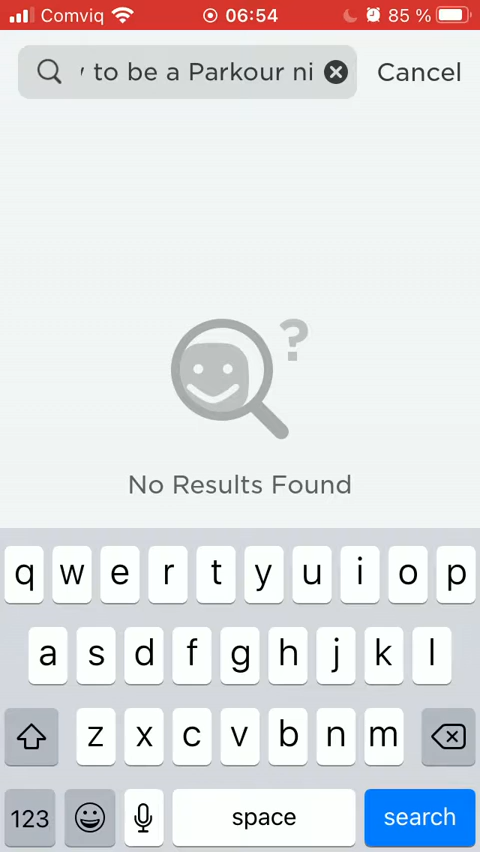 Comviq 06:54 85 %
to be a Parkour ni Cancel
?
No Results Found
q w e r t y u i o p
a s d f g h j k l
z x c v b n m
123 space search